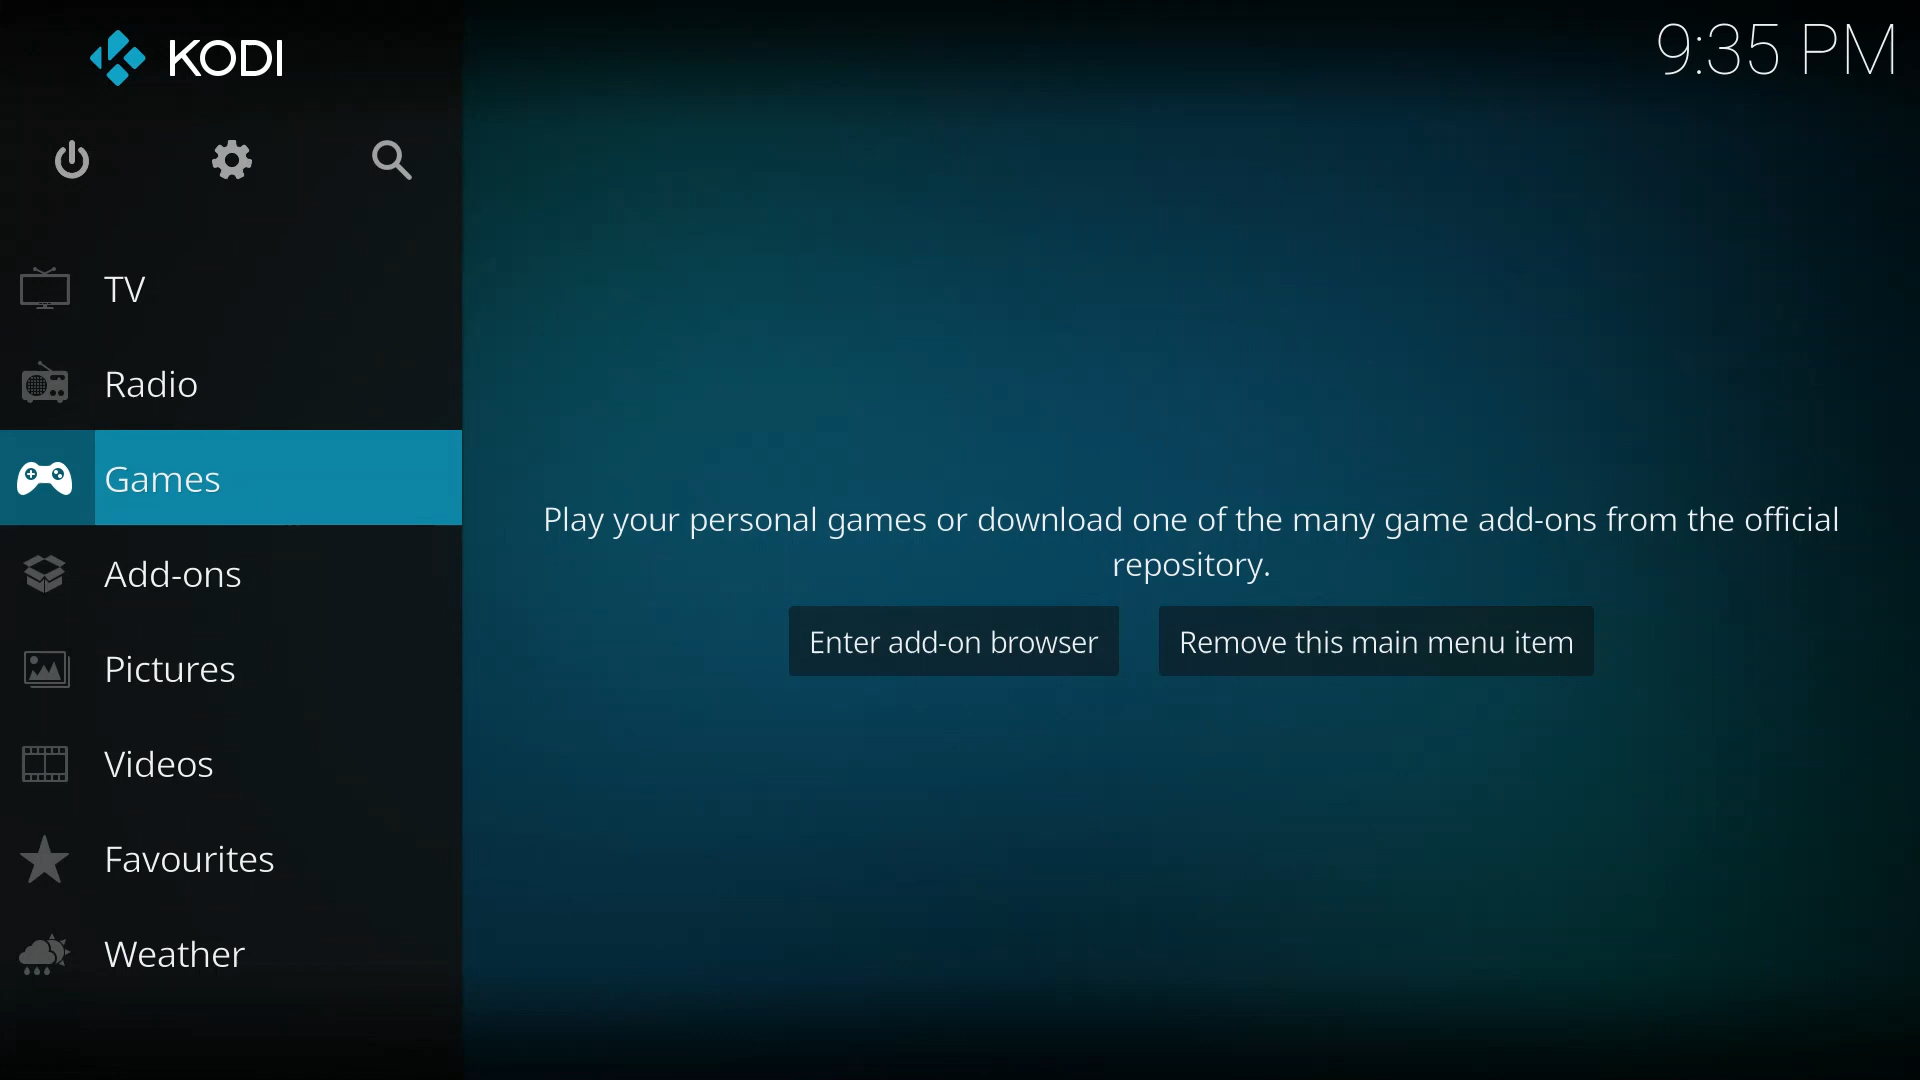 KODI
9:35 PM
TV
Radio
Games
Add-ons
Pictures
Videos
Favourites
Weather
Play your personal games or download one of the many game add-ons from the official
repository.
Enter add-on browser
Remove this main menu item